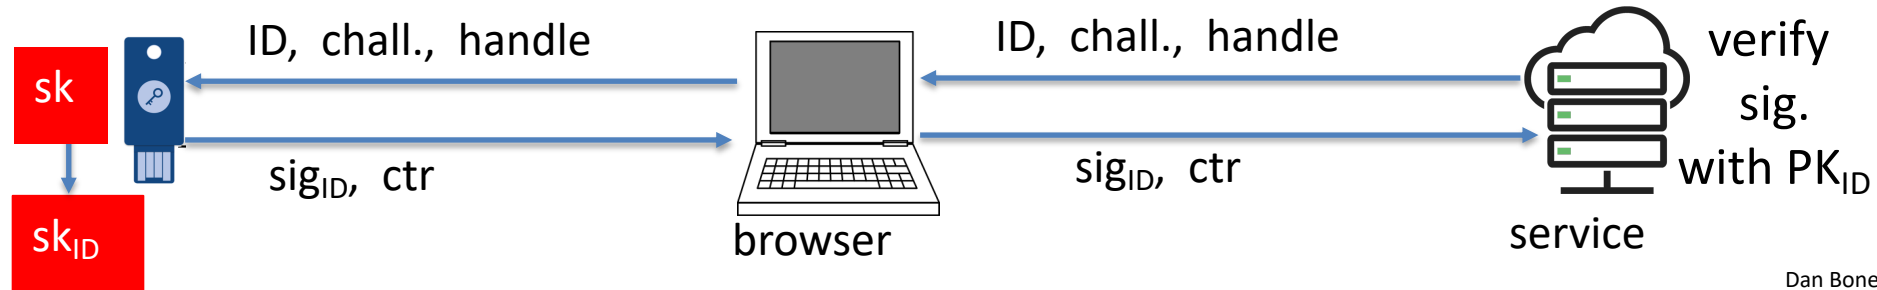 sk
sk_ID
ID, chall., handle
sig_ID, ctr
browser
ID, chall., handle
sig_ID, ctr
service
verify
sig.
with PK_ID
Dan Bone